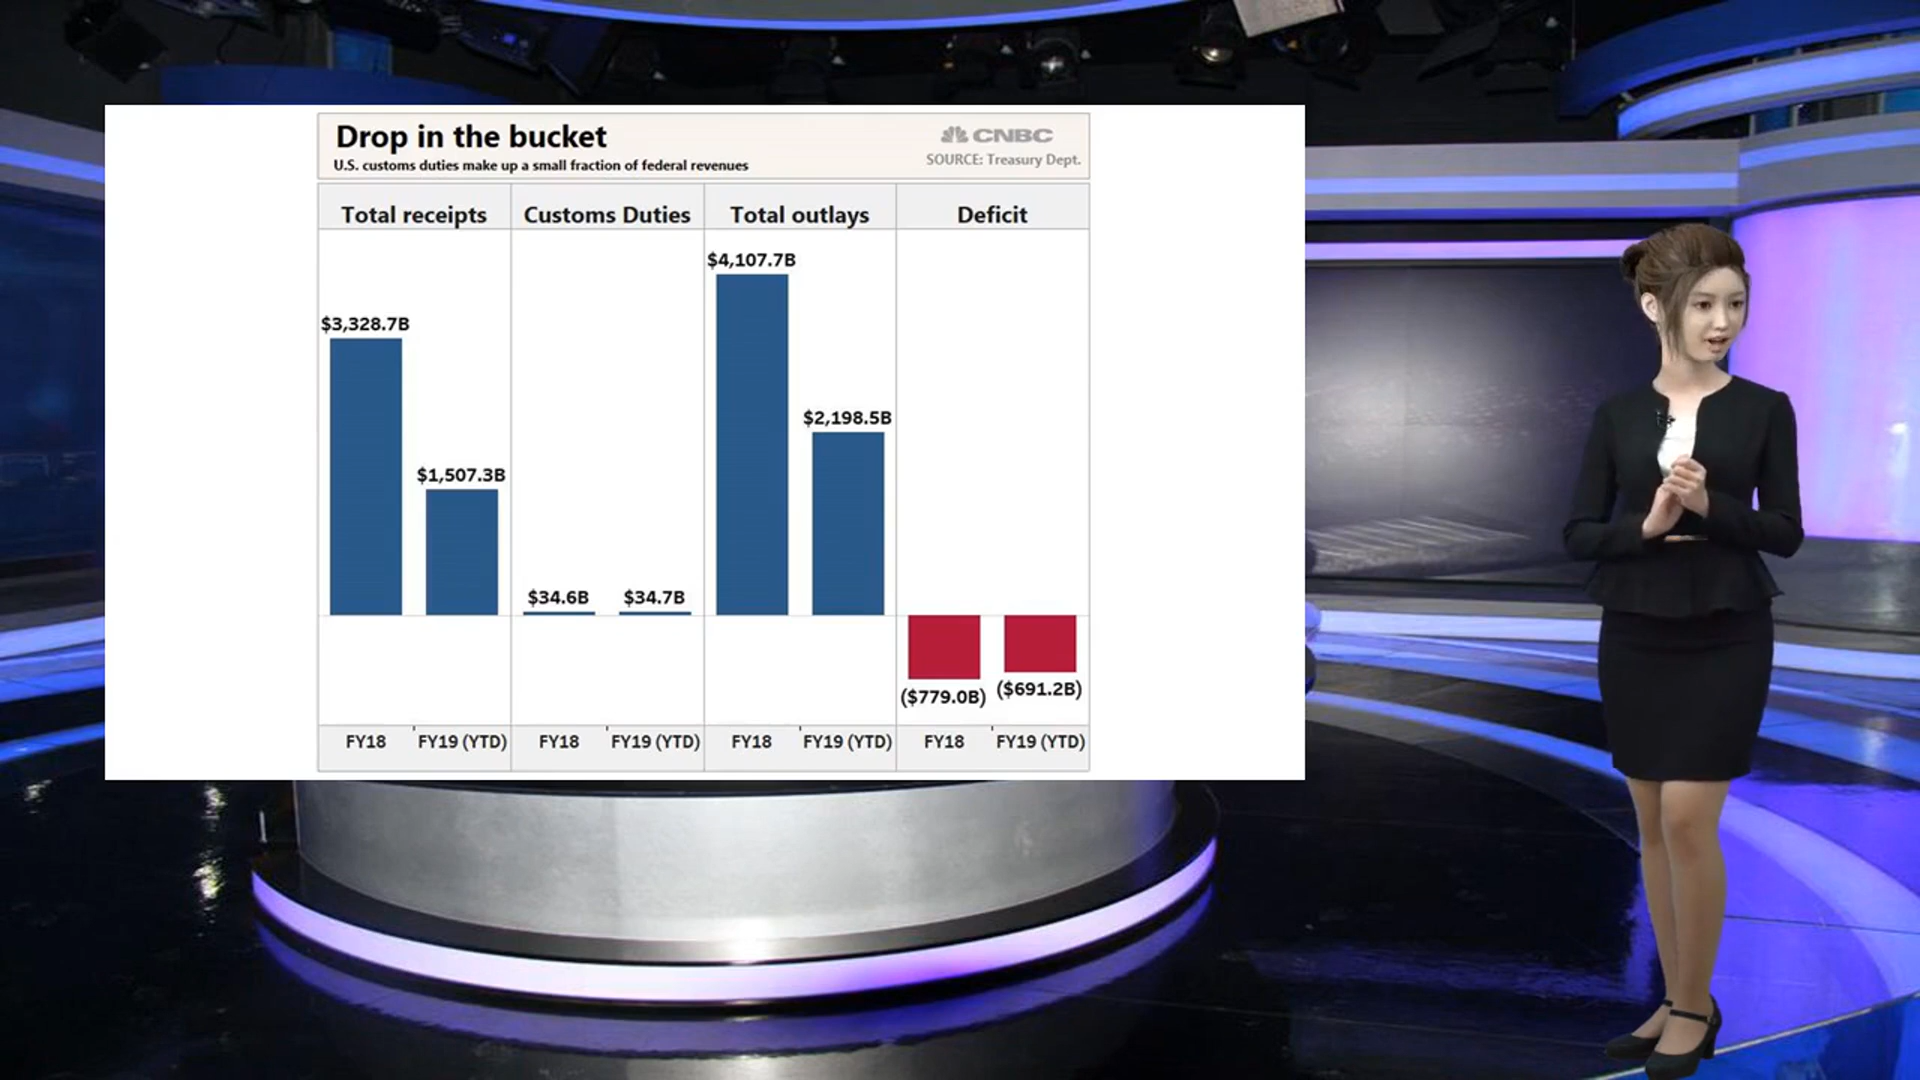 Drop in the bucket
U.S. customs duties make up a small fraction of federal revenues
CNBC
SOURCE: Treasury Dept.
Total receipts
Customs Duties
Total outlays
Deficit
$3,328.7B
$1,507.3B
$34.6B
$34.7B
$4,107.7B
$2,198.5B
($779.0B)
($691.2B)
FY18
FY19 (YTD)
FY18
FY19 (YTD)
FY18
FY19 (YTD)
FY18
FY19 (YTD)